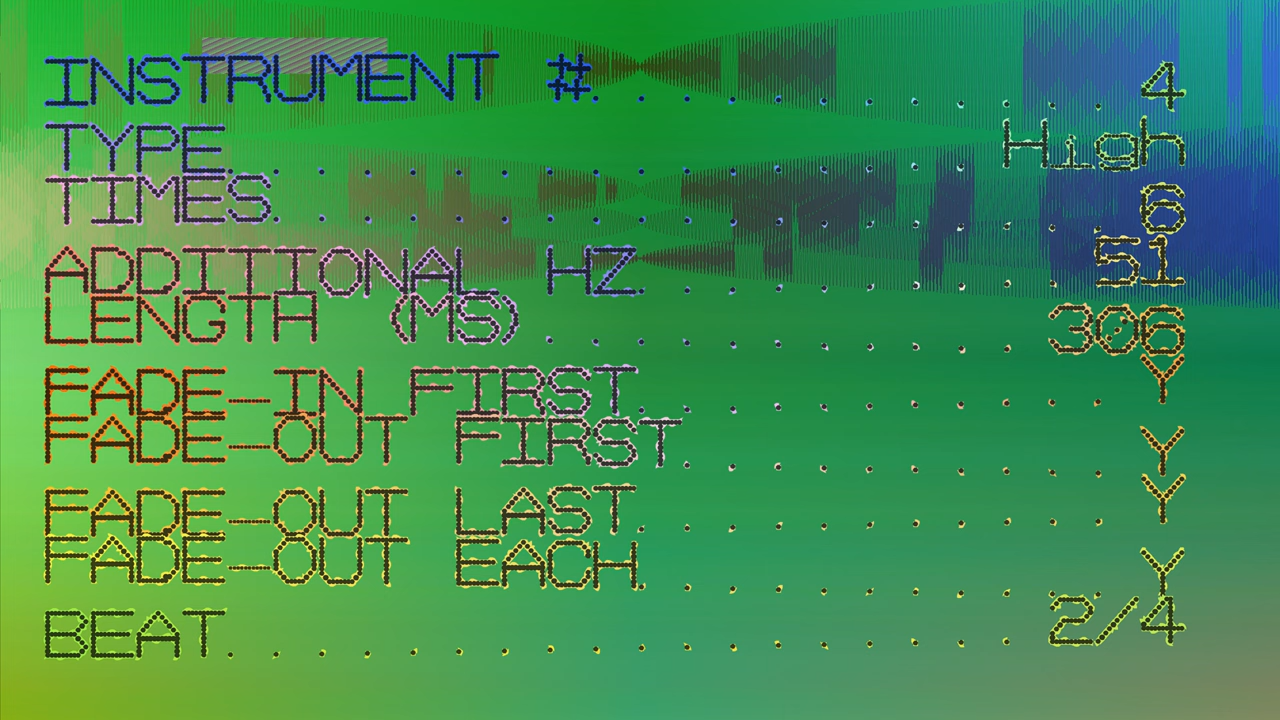 INSTRUMENT #. . . . . . . . . . . . 4
TYPE. . . . . . . . . . . . . . . . . High
TIMES. . . . . . . . . . . . . . . . . . . 6
ADDITIONAL HZ. . . . . . . . . . 51
LENGTH (MS). . . . . . . . . . . . 306
FADE-IN FIRST. . . . . . . . . . . Y
FADE-OUT FIRST. . . . . . . . . . Y
FADE-OUT LAST. . . . . . . . . . . Y
FADE-OUT EACH. . . . . . . . . . . Y
BEAT. . . . . . . . . . . . . . . . . . 2/4